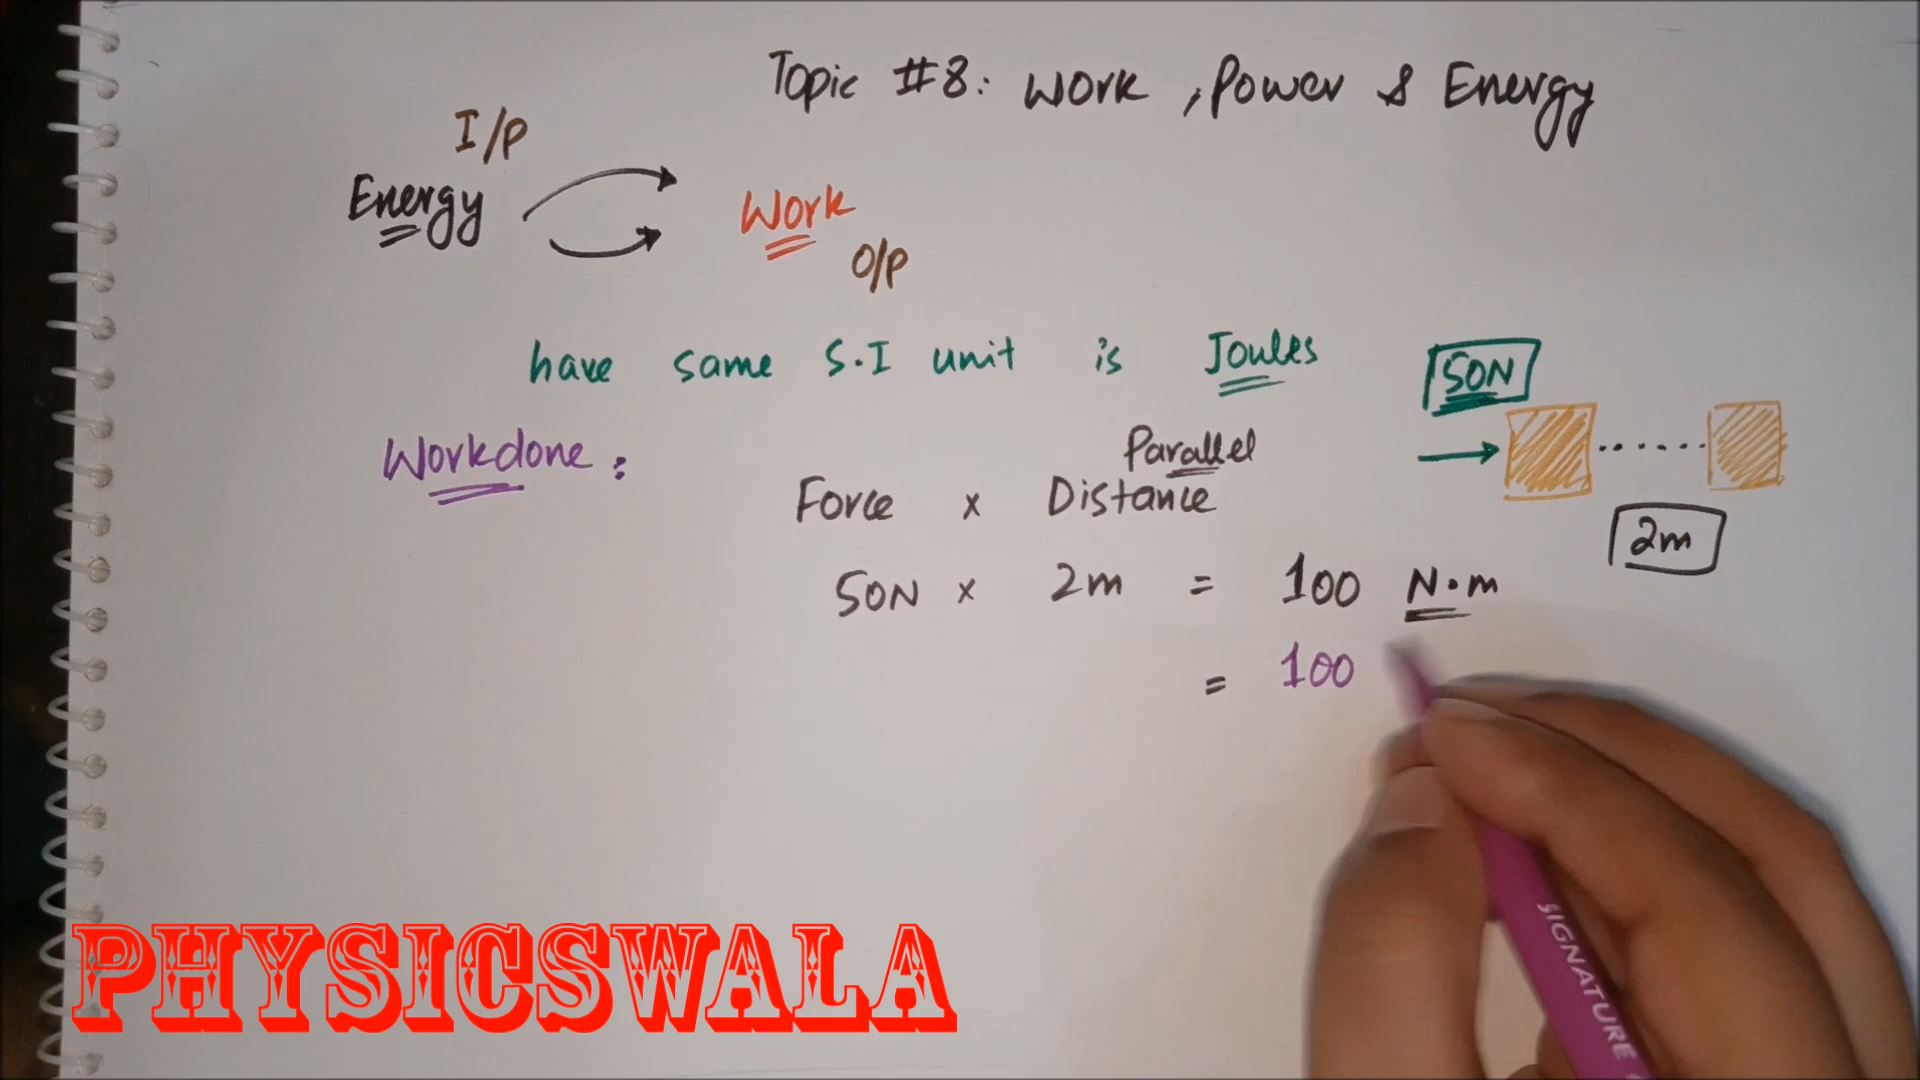 Topic #8: Work, Power & Energy
I/P
Energy
Work
O/P
have same S.I unit is Joules
50N
Workdone:
Parallel
Force x Distance
2m
50N x 2m = 100 N.m
= 100
SIGNATURE
PHYSICSWALA